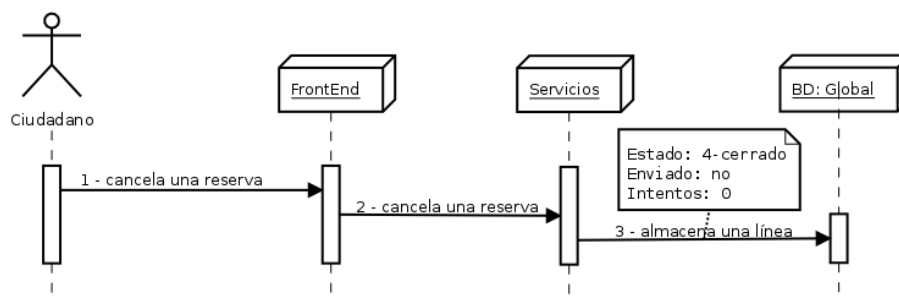 Ciudadano
FrontEnd
Servicios
BD: Global
Estado: 4-cerrado
Enviado: no
Intentos: 0
1 - cancela una reserva
2 - cancela una reserva
3 - almacena una línea